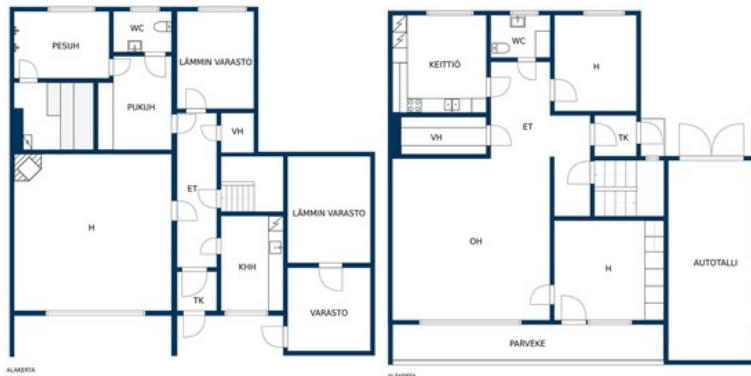 PESUH
WC
LÄMMIN VARASTO
PUKUH
VH
ET
H
LÄMMIN VARASTO
KHH
TK
VARASTO
ALAKERTA
KEITTIÖ
WC
H
VH
ET
TK
OH
H
AUTOTALLI
PARVEKE